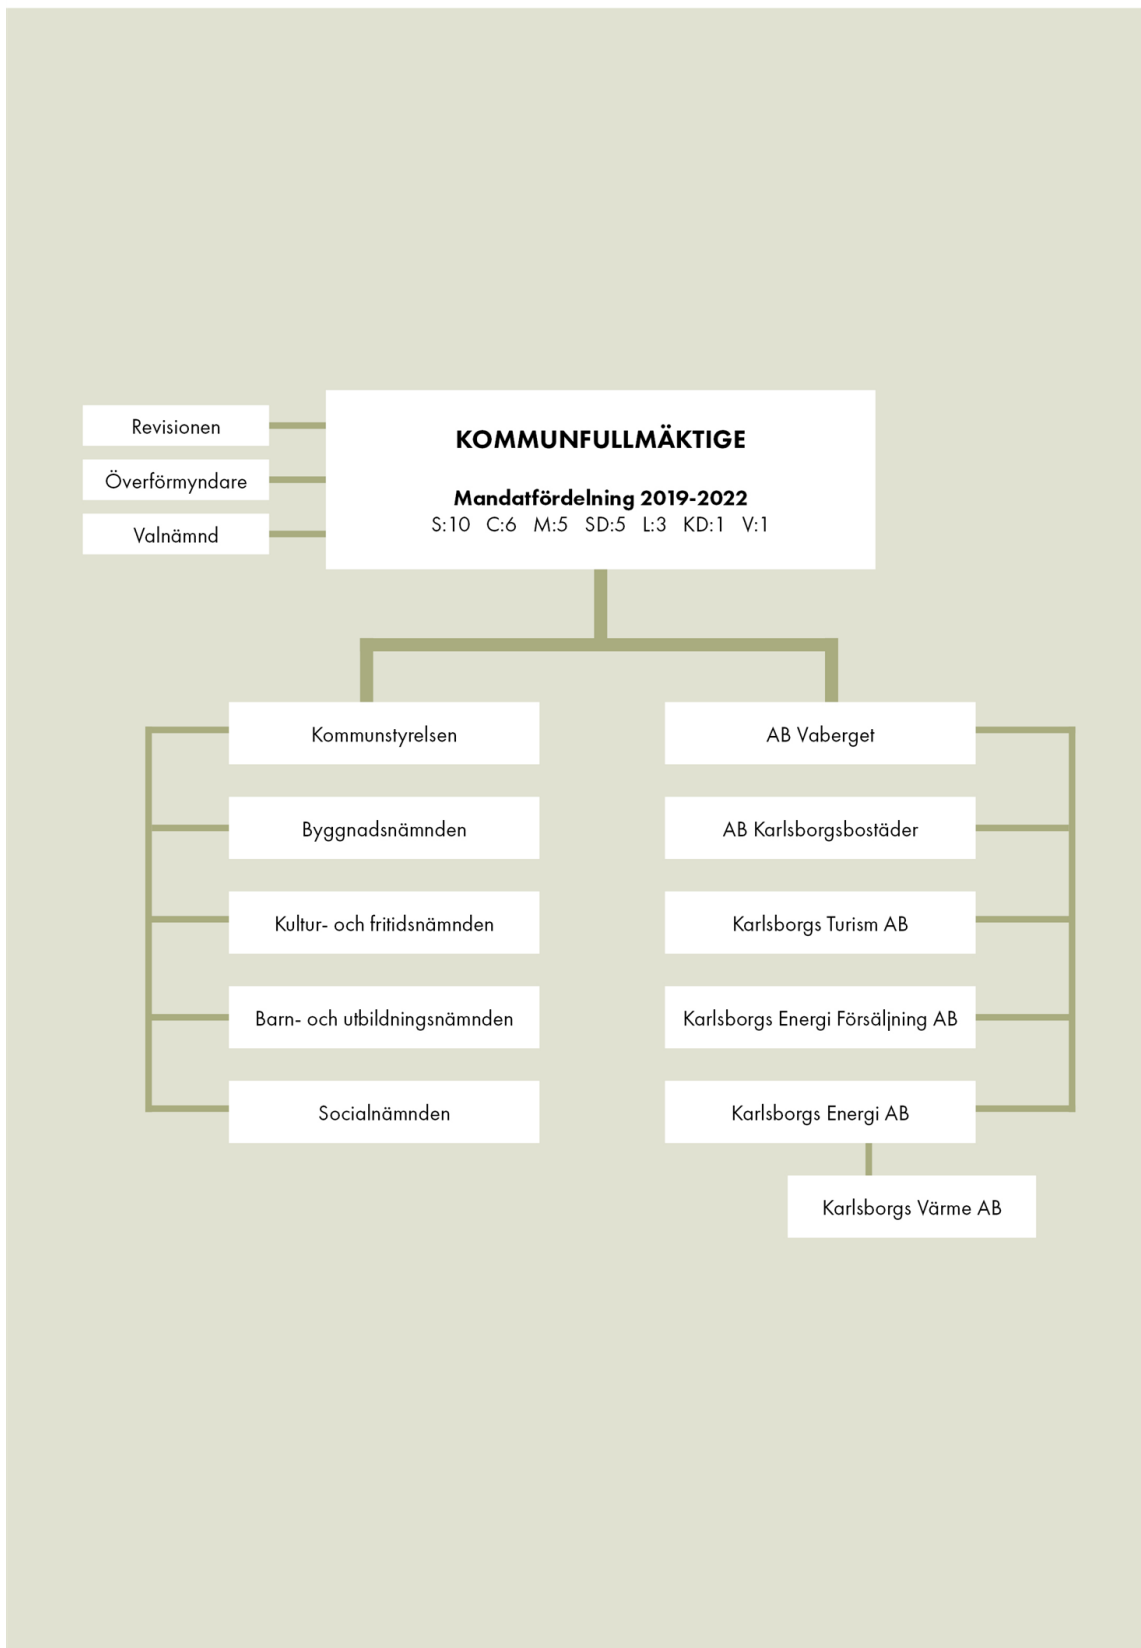 Revisionen
Överförmyndare
Valnämnd
KOMMUNFULLMÄKTIGE
Mandatfördelning 2019-2022
S:10 C:6 M:5 SD:5 L:3 KD:1 V:1
Kommunstyrelsen
Byggnadsnämnden
Kultur- och fritidsnämnden
Barn- och utbildningsnämnden
Socialnämnden
AB Vaberget
AB Karlsborgsbostäder
Karlsborgs Turism AB
Karlsborgs Energi Försäljning AB
Karlsborgs Energi AB
Karlsborgs Värme AB